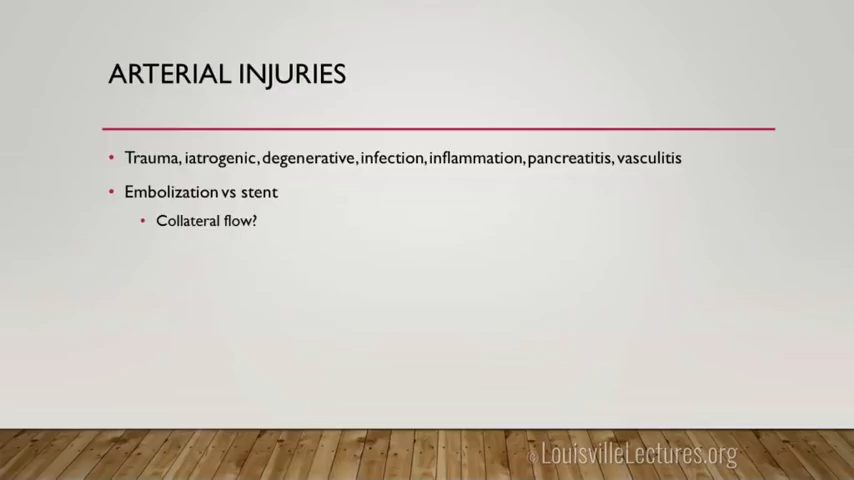 ARTERIAL INJURIES
• Trauma, iatrogenic, degenerative, infection, inflammation, pancreatitis, vasculitis
• Embolization vs stent
• Collateral flow?
© LouisvilleLectures.org